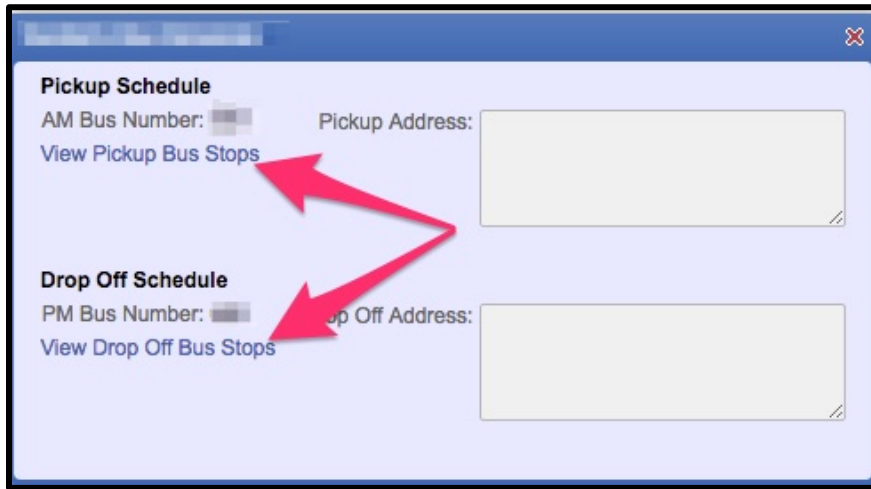 Pickup Schedule
AM Bus Number:
Pickup Address:
View Pickup Bus Stops
Drop Off Schedule
PM Bus Number:
Off Address:
View Drop Off Bus Stops